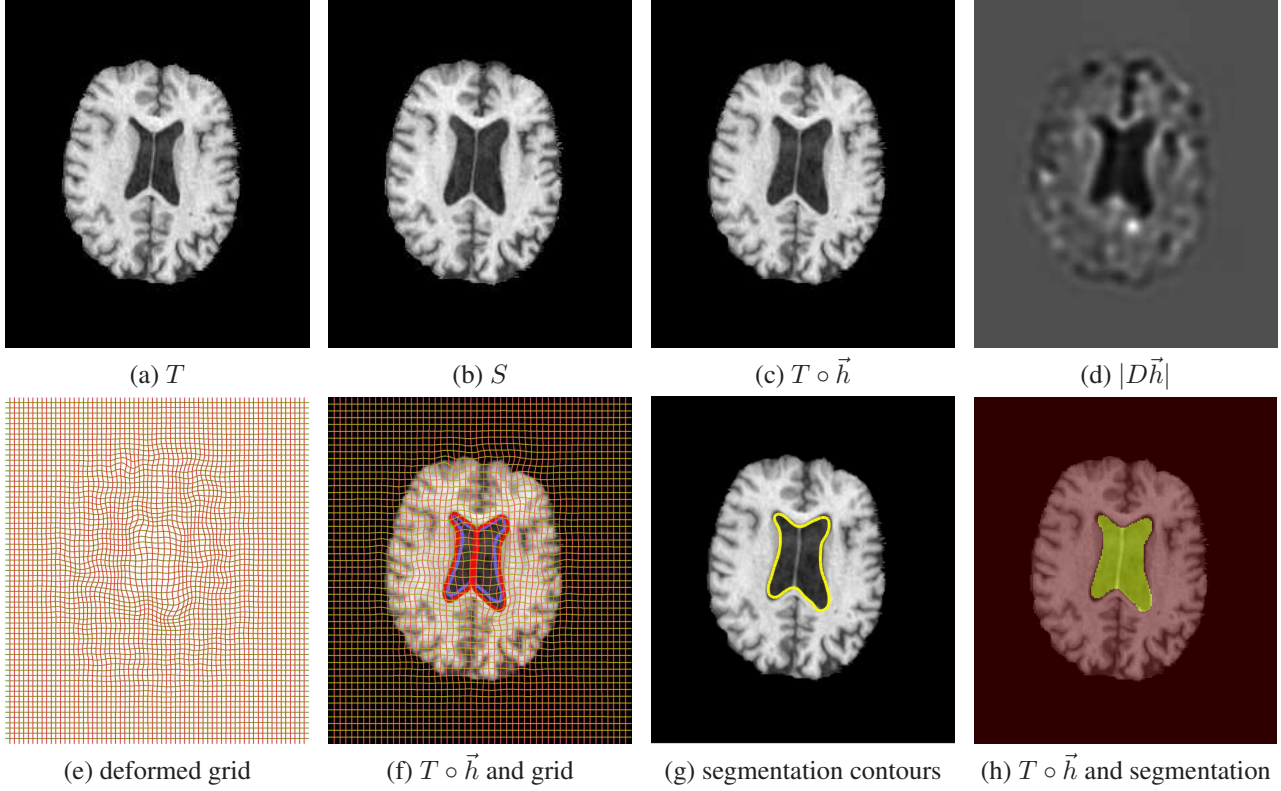 (a) T
(b) S
(c) T ∘ h⃗
(d) |Dh⃗|
(e) deformed grid
(f) T ∘ h⃗ and grid
(g) segmentation contours
(h) T ∘ h⃗ and segmentation